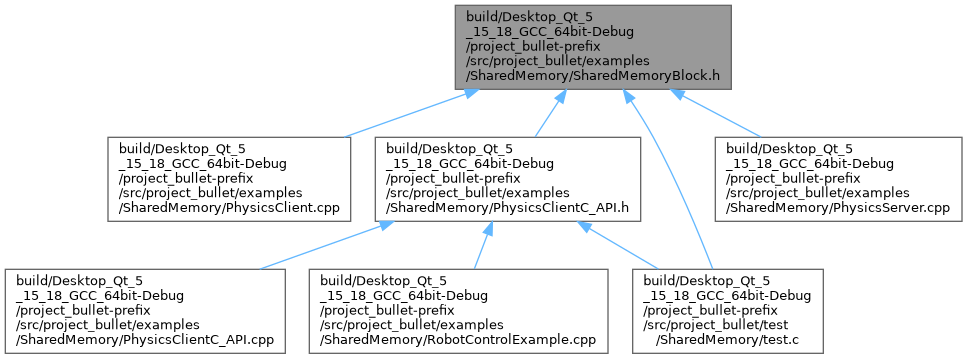 build/Desktop_Qt_5
_15_18_GCC_64bit-Debug
/project_bullet-prefix
/src/project_bullet/examples
/SharedMemory/SharedMemoryBlock.h
build/Desktop_Qt_5
_15_18_GCC_64bit-Debug
/project_bullet-prefix
/src/project_bullet/examples
/SharedMemory/PhysicsClient.cpp
build/Desktop_Qt_5
_15_18_GCC_64bit-Debug
/project_bullet-prefix
/src/project_bullet/examples
/SharedMemory/PhysicsClientC_API.h
build/Desktop_Qt_5
_15_18_GCC_64bit-Debug
/project_bullet-prefix
/src/project_bullet/examples
/SharedMemory/PhysicsServer.cpp
build/Desktop_Qt_5
_15_18_GCC_64bit-Debug
/project_bullet-prefix
/src/project_bullet/examples
/SharedMemory/PhysicsClientC_API.cpp
build/Desktop_Qt_5
_15_18_GCC_64bit-Debug
/project_bullet-prefix
/src/project_bullet/examples
/SharedMemory/RobotControlExample.cpp
build/Desktop_Qt_5
_15_18_GCC_64bit-Debug
/project_bullet-prefix
/src/project_bullet/test
/SharedMemory/test.c